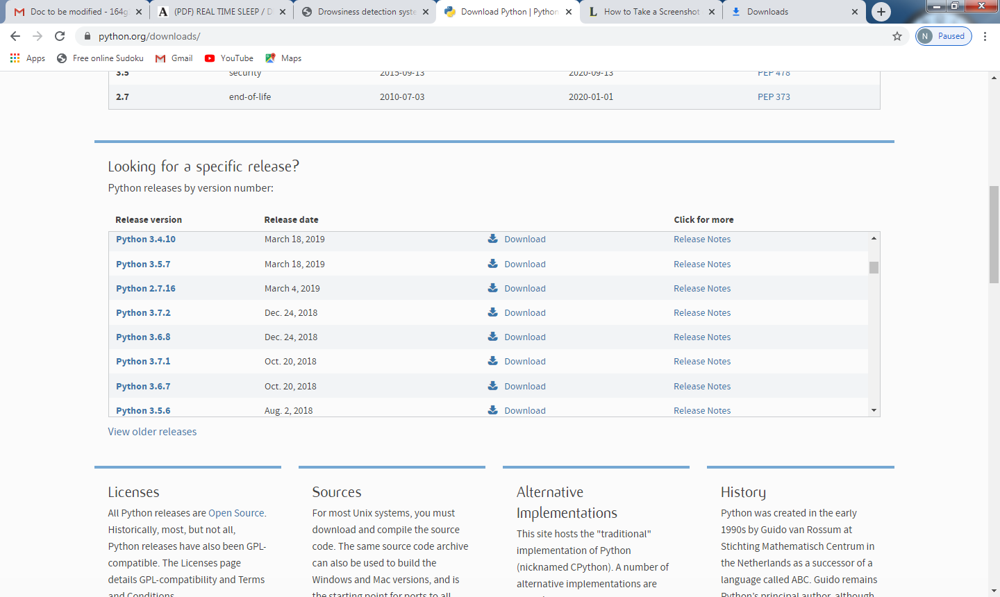 Doc to be modified - 164g
(PDF) REAL TIME SLEEP / D
Drowsiness detection syste
Download Python | Python
How to Take a Screenshot
Downloads
python.org/downloads/
N Paused
Apps
Free online Sudoku
Gmail
YouTube
Maps
3.5 security 2015-09-13 2020-09-13 PEP 478
2.7 end-of-life 2010-07-03 2020-01-01 PEP 373
Looking for a specific release?
Python releases by version number:
Release version Release date Click for more
Python 3.4.10 March 18, 2019 Download Release Notes
Python 3.5.7 March 18, 2019 Download Release Notes
Python 2.7.16 March 4, 2019 Download Release Notes
Python 3.7.2 Dec. 24, 2018 Download Release Notes
Python 3.6.8 Dec. 24, 2018 Download Release Notes
Python 3.7.1 Oct. 20, 2018 Download Release Notes
Python 3.6.7 Oct. 20, 2018 Download Release Notes
Python 3.5.6 Aug. 2, 2018 Download Release Notes
View older releases
Licenses
All Python releases are Open Source.
Historically, most, but not all,
Python releases have also been GPL-
compatible. The Licenses page
details GPL-compatibility and Terms
and Conditions.
Sources
For most Unix systems, you must
download and compile the source
code. The same source code archive
can also be used to build the
Windows and Mac versions, and is
the starting point for ports to all
Alternative
Implementations
This site hosts the "traditional"
implementation of Python
(nicknamed CPython). A number of
alternative implementations are
History
Python was created in the early
1990s by Guido van Rossum at
Stichting Mathematisch Centrum in
the Netherlands as a successor of a
language called ABC. Guido remains
Python's principal author, although